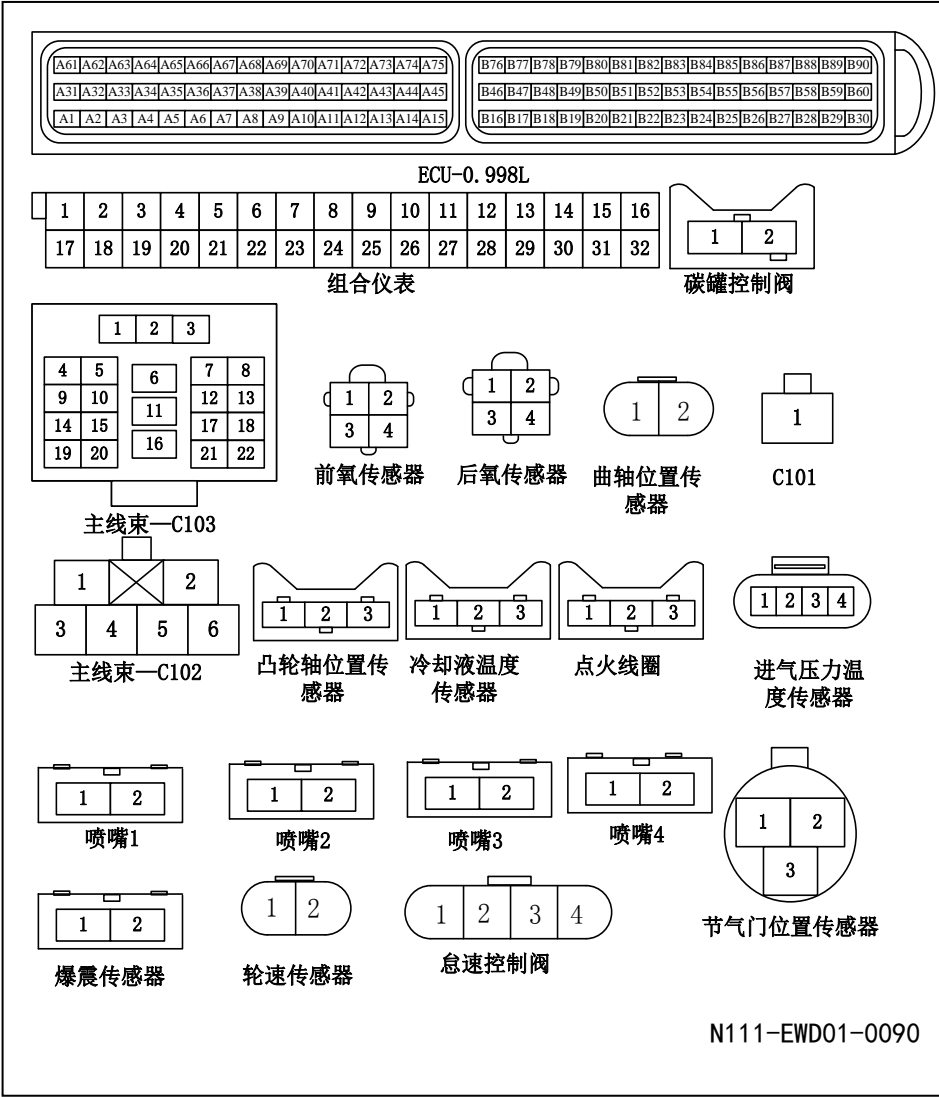 A61 A62 A63 A64 A65 A66 A67 A68 A69 A70 A71 A72 A73 A74 A75 B76 B77 B78 B79 B80 B81 B82 B83 B84 B85 B86 B87 B88 B89 B90
A31 A32 A33 A34 A35 A36 A37 A38 A39 A40 A41 A42 A43 A44 A45 B46 B47 B48 B49 B50 B51 B52 B53 B54 B55 B56 B57 B58 B59 B60
A1 A2 A3 A4 A5 A6 A7 A8 A9 A10 A11 A12 A13 A14 A15 B16 B17 B18 B19 B20 B21 B22 B23 B24 B25 B26 B27 B28 B29 B30
ECU-0.998L
1 2 3 4 5 6 7 8 9 10 11 12 13 14 15 16
17 18 19 20 21 22 23 24 25 26 27 28 29 30 31 32
组合仪表
1 2
碳罐控制阀
1 2 3
4 5 6 7 8
9 10 11 12 13
14 15 16 17 18
19 20 21 22
主线束—C103
1 2
3 4
前氧传感器
1 2
3 4
后氧传感器
1 2
曲轴位置传
感器
1
C101
1 2
3 4 5 6
主线束—C102
1 2 3
凸轮轴位置传
感器
1 2 3
冷却液温度
传感器
1 2 3
点火线圈
1 2 3 4
进气压力温
度传感器
1 2
喷嘴1
1 2
喷嘴2
1 2
喷嘴3
1 2
喷嘴4
1 2
3
节气门位置传感器
1 2
爆震传感器
1 2
轮速传感器
1 2 3 4
怠速控制阀
N111-EWD01-0090